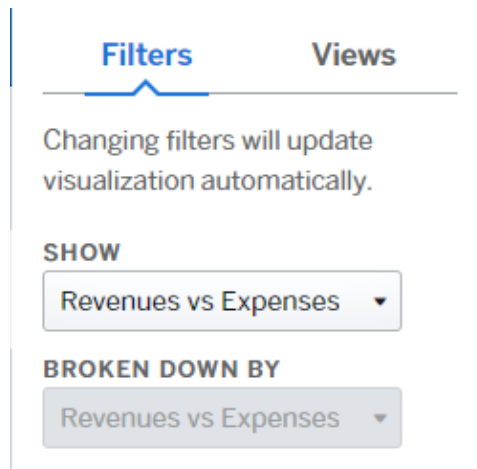 Filters Views
Changing filters will update
visualization automatically.
SHOW
Revenues vs Expenses
BROKEN DOWN BY
Revenues vs Expenses